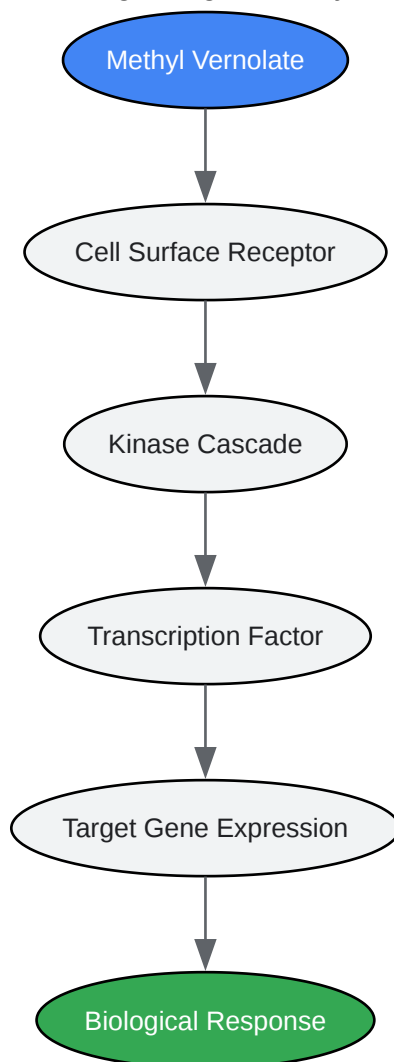 Methyl Vernolate
Cell Surface Receptor
Kinase Cascade
Transcription Factor
Target Gene Expression
Biological Response